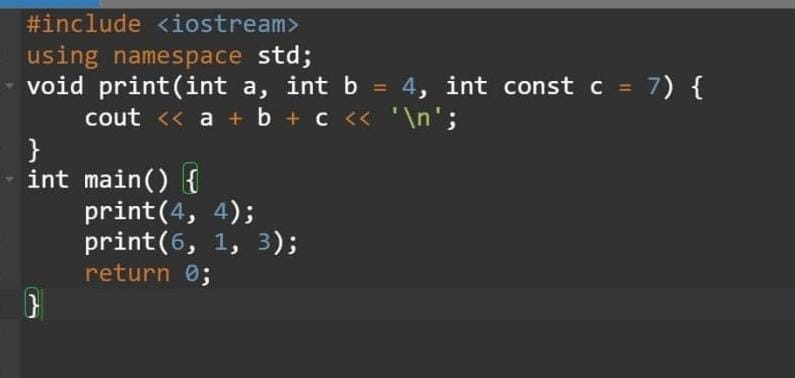 #include <iostream>
using namespace std;
void print(int a, int b = 4, int const c = 7) {
    cout << a + b + c << '\n';
}
int main() {
    print(4, 4);
    print(6, 1, 3);
    return 0;
}